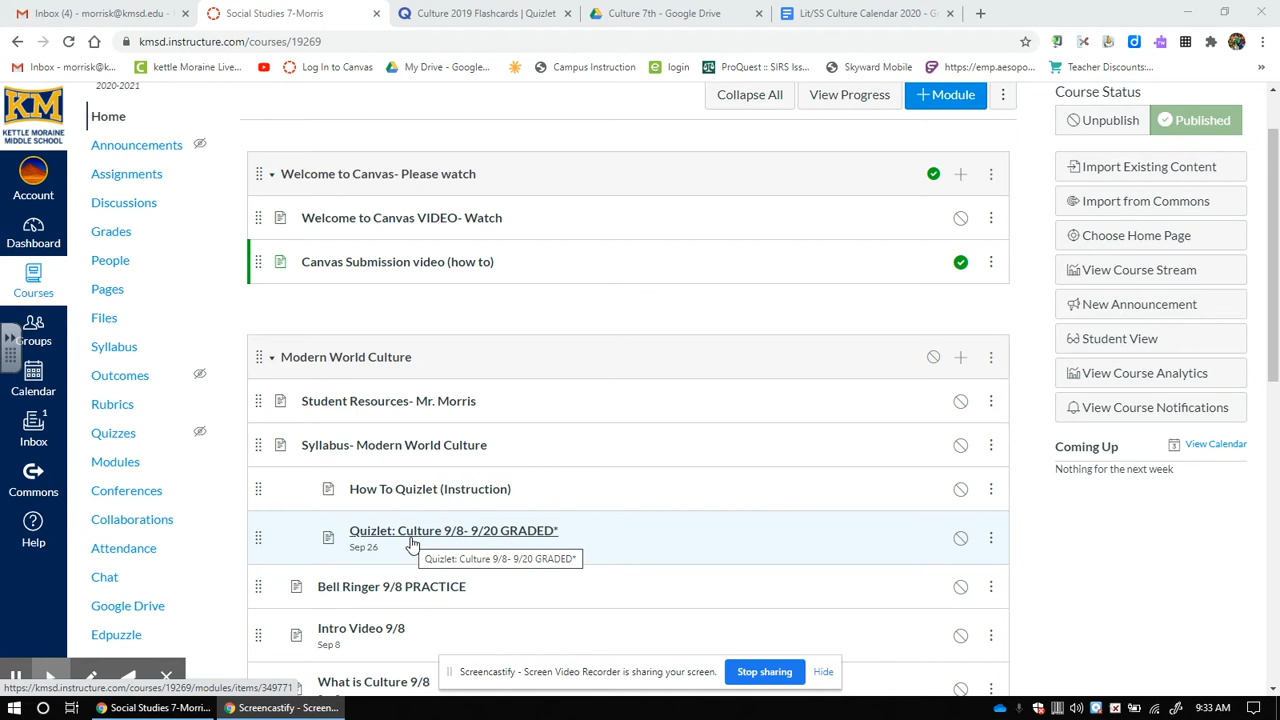 Inbox (2) - morrisk@kmsd.edu -
Social Studies 7-Morris
Culture 2019 Flashcards | Quizlet
Culture 7th - Google Drive
Lit/SS Culture Calendar 2020 - G
kmsd.instructure.com/courses/19269
Inbox - morrisk@k...
kettle Moraine Live...
Log In to Canvas
My Drive - Google...
Campus Instruction
login
ProQuest :: SIRS Iss...
Skyward Mobile
https://emp.aesopo...
Teacher Discounts:...
»
KM
KETTLE MORAINE
MIDDLE SCHOOL
Account
Dashboard
Courses
Groups
Calendar
1
Inbox
Commons
Help
2020-2021
Home
Announcements
Assignments
Discussions
Grades
People
Pages
Files
Syllabus
Outcomes
Rubrics
Quizzes
Modules
Conferences
Collaborations
Attendance
Chat
Google Drive
Edpuzzle
Collapse All
View Progress
+ Module
Welcome to Canvas- Please watch
Welcome to Canvas VIDEO- Watch
Canvas Submission video (how to)
Modern World Culture
Student Resources- Mr. Morris
Syllabus- Modern World Culture
How To Quizlet (Instruction)
Quizlet: Culture 9/8- 9/20 GRADED*
Sep 26
Quizlet: Culture 9/8- 9/20 GRADED*
Bell Ringer 9/8 PRACTICE
Intro Video 9/8
Sep 8
What is Culture 9/8
Course Status
Unpublish
Published
Import Existing Content
Import from Commons
Choose Home Page
View Course Stream
New Announcement
Student View
View Course Analytics
View Course Notifications
Coming Up
View Calendar
Nothing for the next week
Screencastify - Screen Video Recorder is sharing your screen.
Stop sharing
Hide
https://kmsd.instructure.com/courses/19269/modules/items/349771
Social Studies 7-Morri...
Screencastify - Screen...
9:33 AM